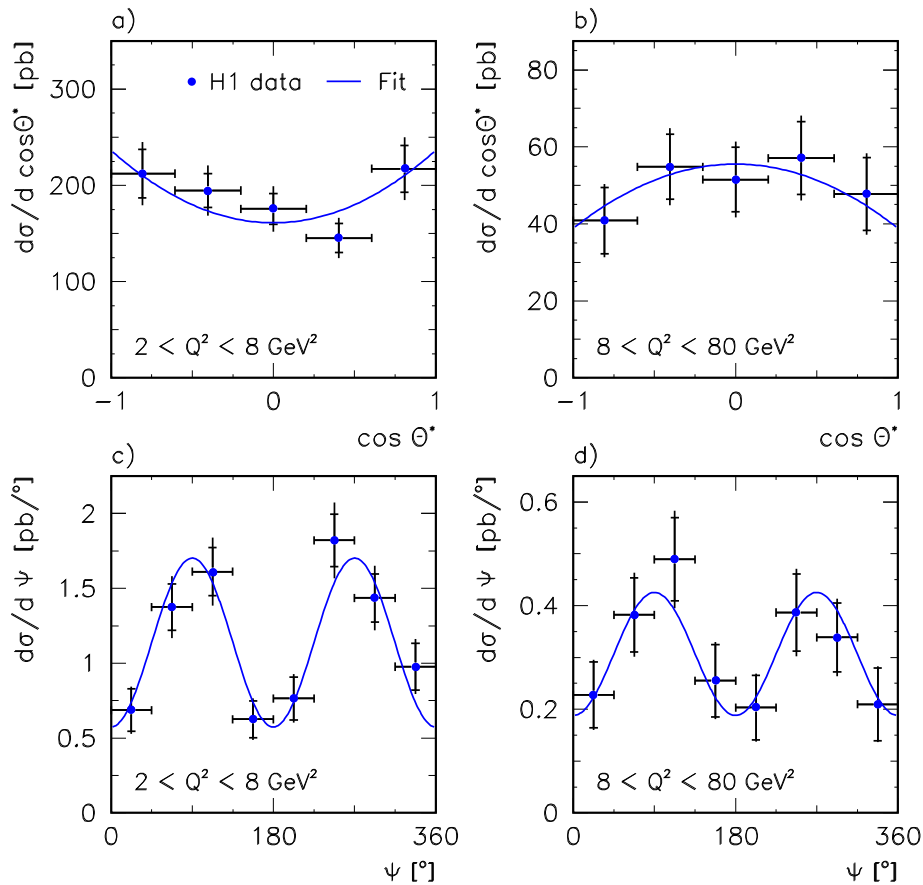 a)
dσ/d cosΘ* [pb]
300
200
100
0
H1 data
Fit
2 < Q² < 8 GeV²
-1
0
1
cos Θ*
b)
dσ/d cosΘ* [pb]
80
60
40
20
0
8 < Q² < 80 GeV²
-1
0
1
cos Θ*
c)
dσ/d ψ [pb/°]
2
1.5
1
0.5
0
2 < Q² < 8 GeV²
0
180
360
ψ [°]
d)
dσ/d ψ [pb/°]
0.6
0.4
0.2
0
8 < Q² < 80 GeV²
0
180
360
ψ [°]